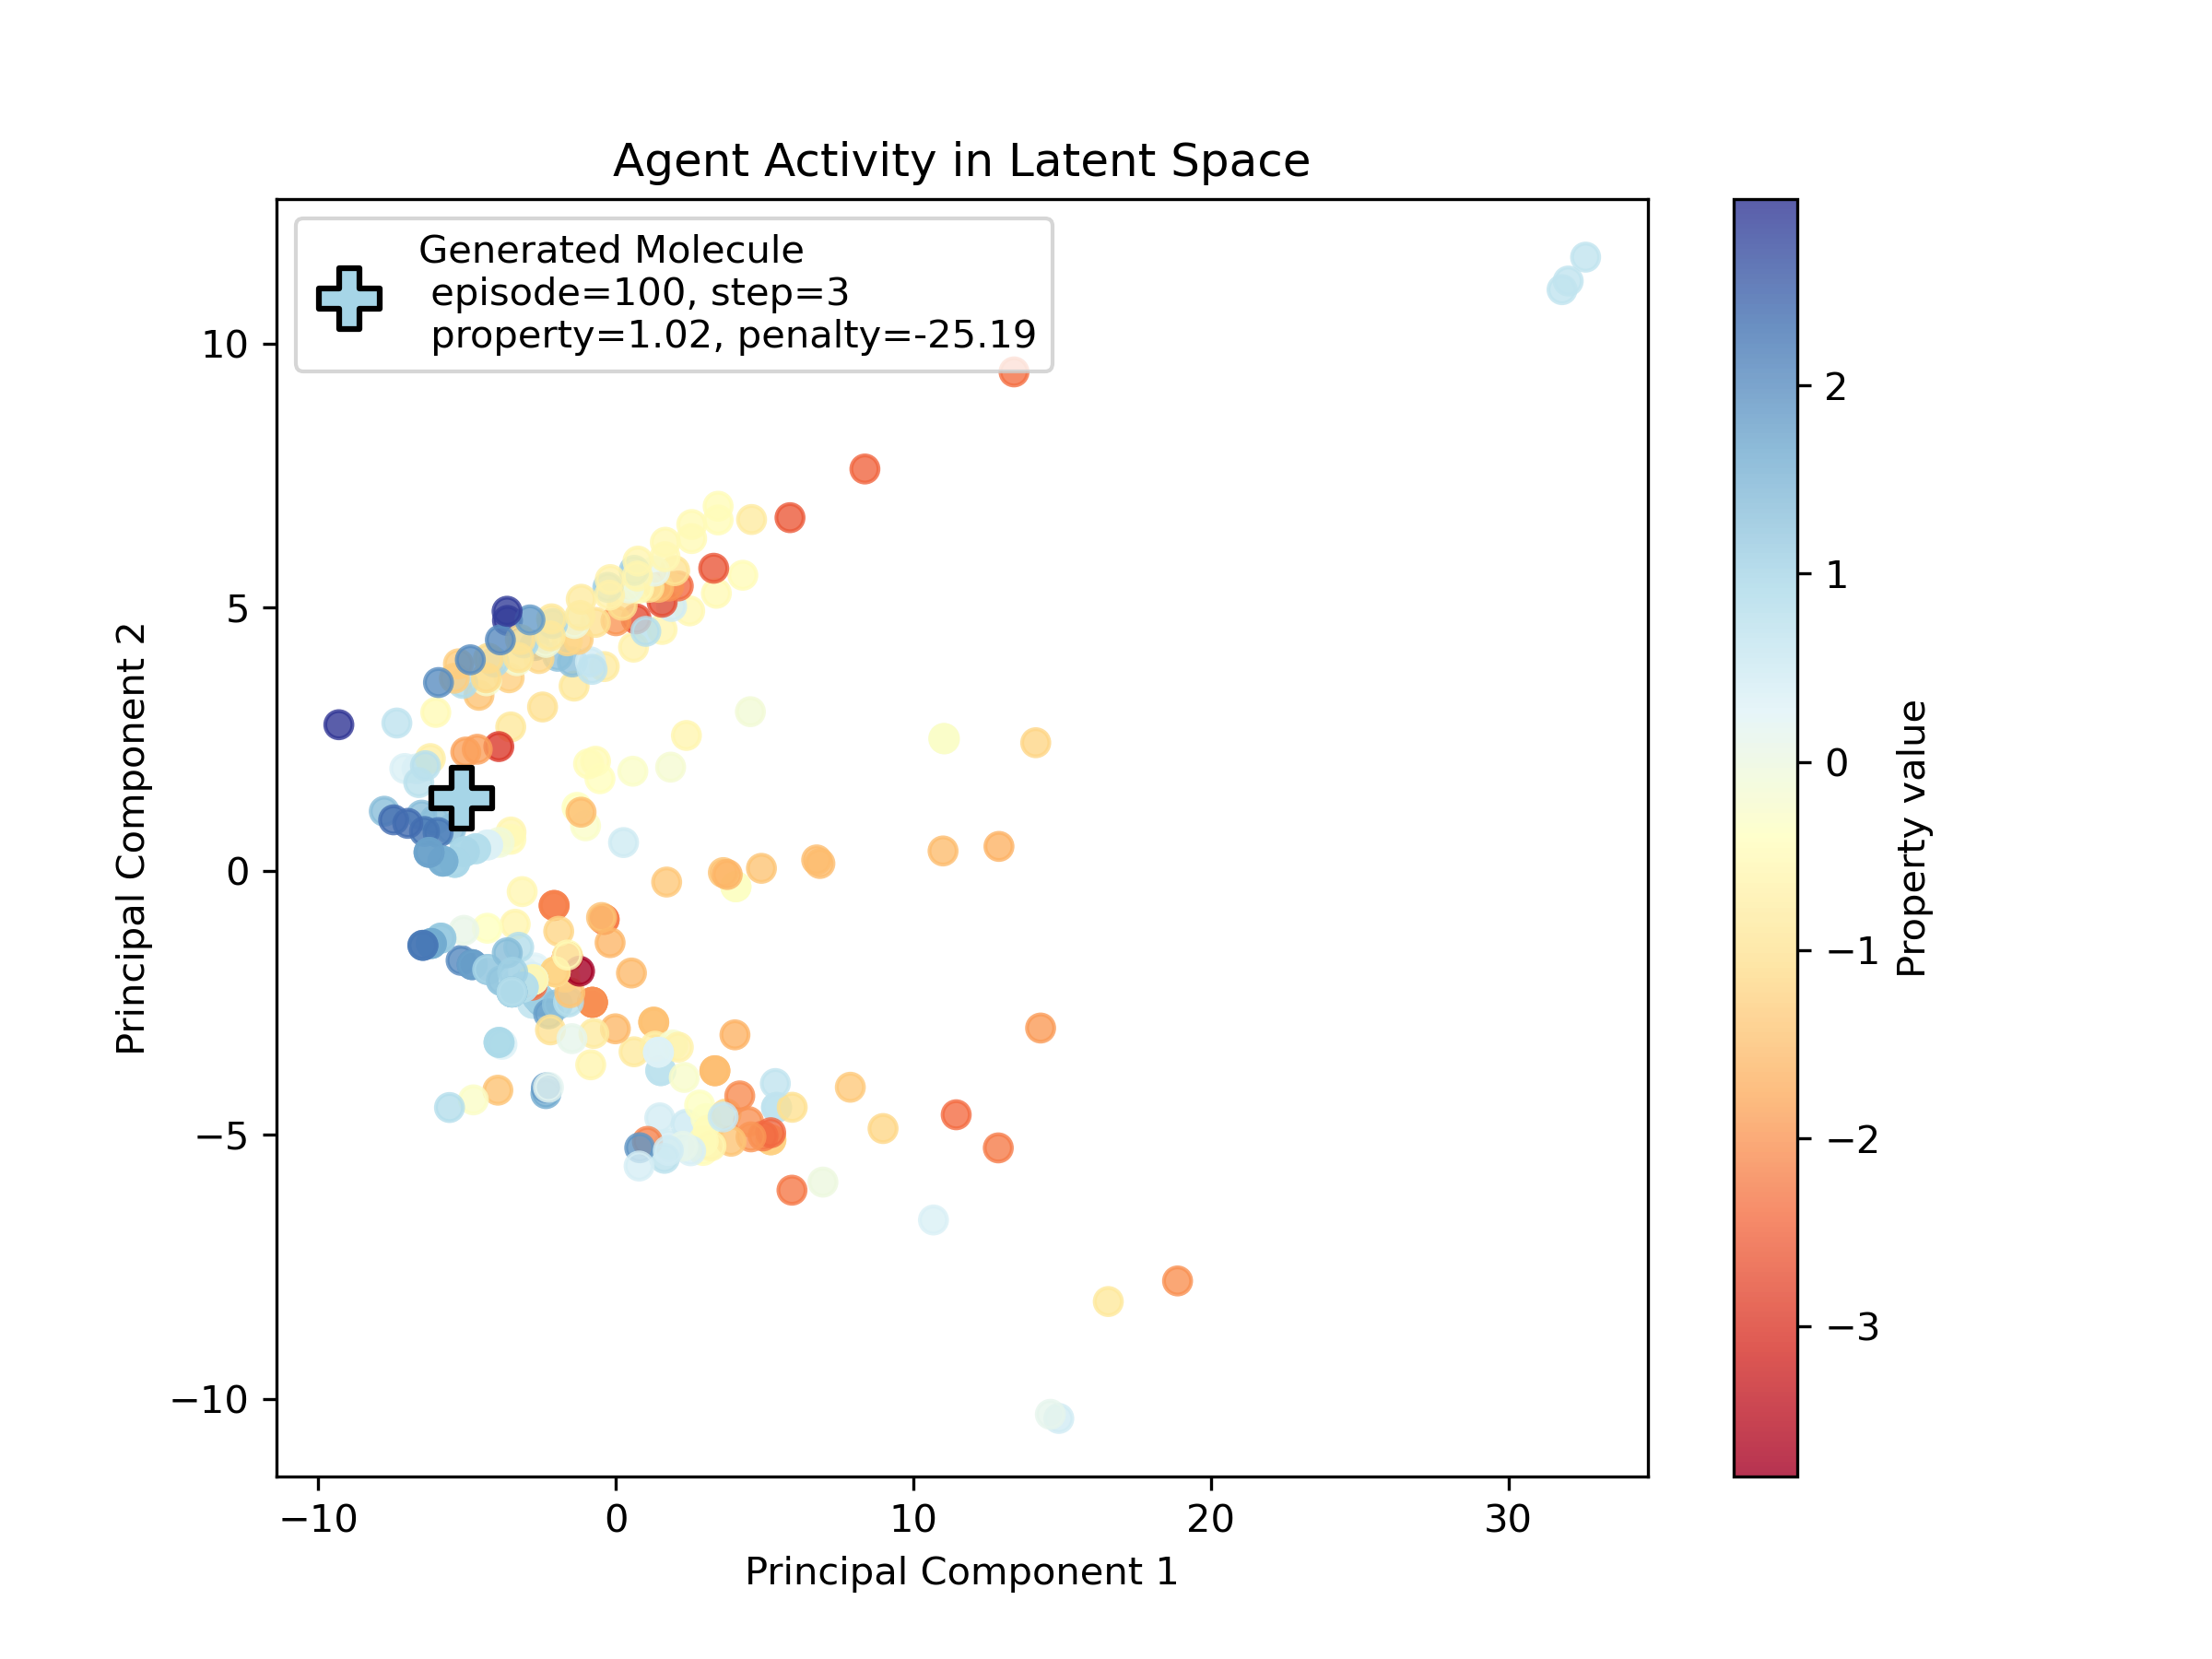 Agent Activity in Latent Space
Generated Molecule
episode=100, step=3
property=1.02, penalty=-25.19
10
5
0
−5
−10
Principal Component 2
−10
0
10
20
30
Principal Component 1
2
1
0
−1
−2
−3
Property value